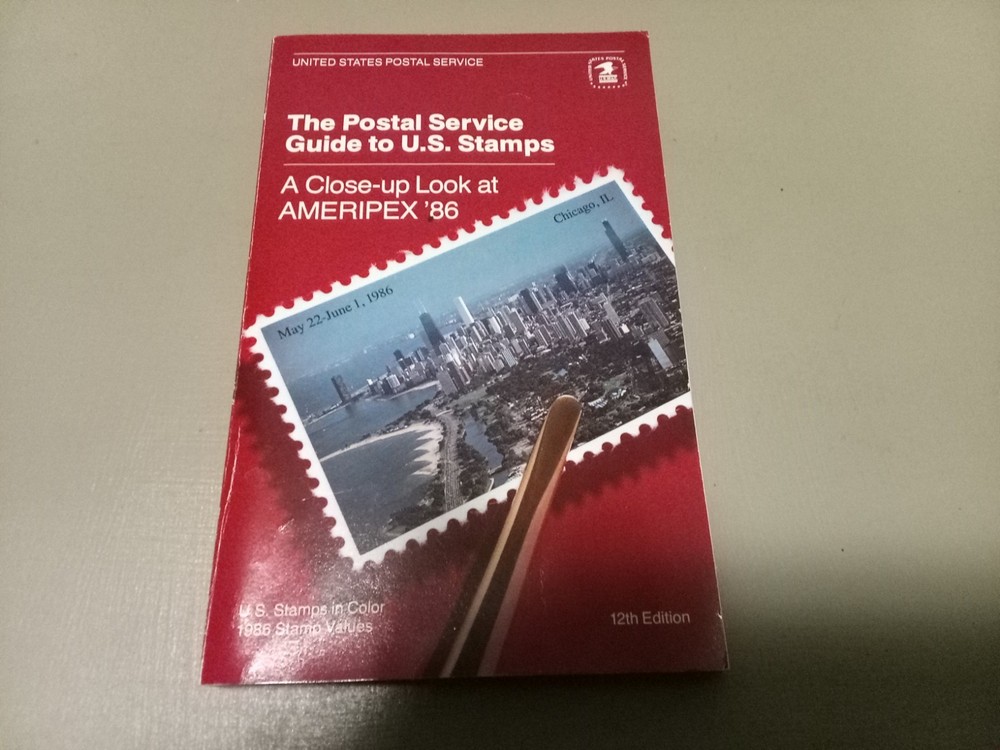 UNITED STATES POSTAL SERVICE
The Postal Service
Guide to U.S. Stamps
A Close-up Look at
AMERIPEX '86
Chicago, IL
May 22-June 1, 1986
U.S. Stamps in Color
1986 Stamp Values
12th Edition